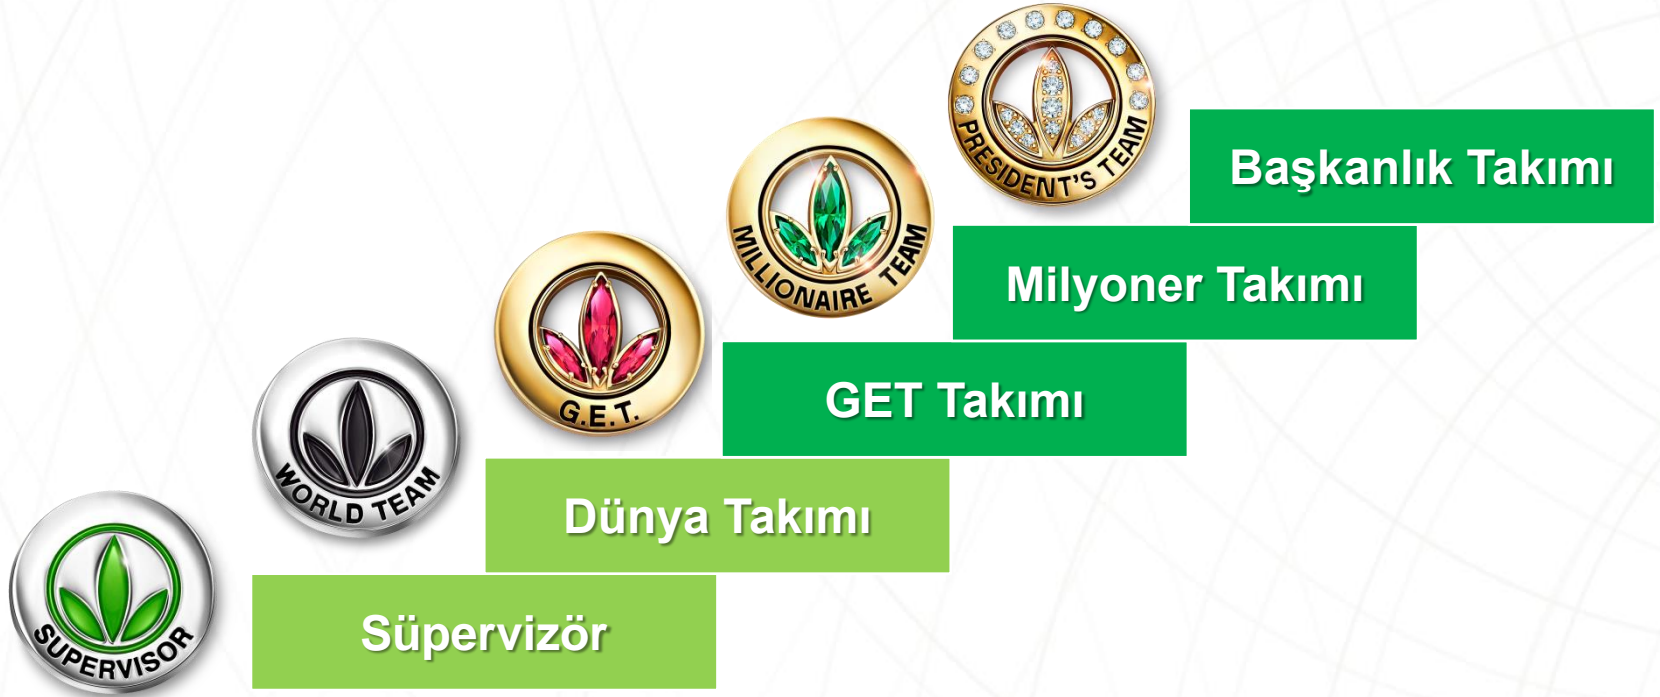 PRESIDENT'S TEAM
Başkanlık Takımı
MILLIONAIRE TEAM
Milyoner Takımı
G.E.T.
GET Takımı
WORLD TEAM
Dünya Takımı
SUPERVISOR
Süpervizör